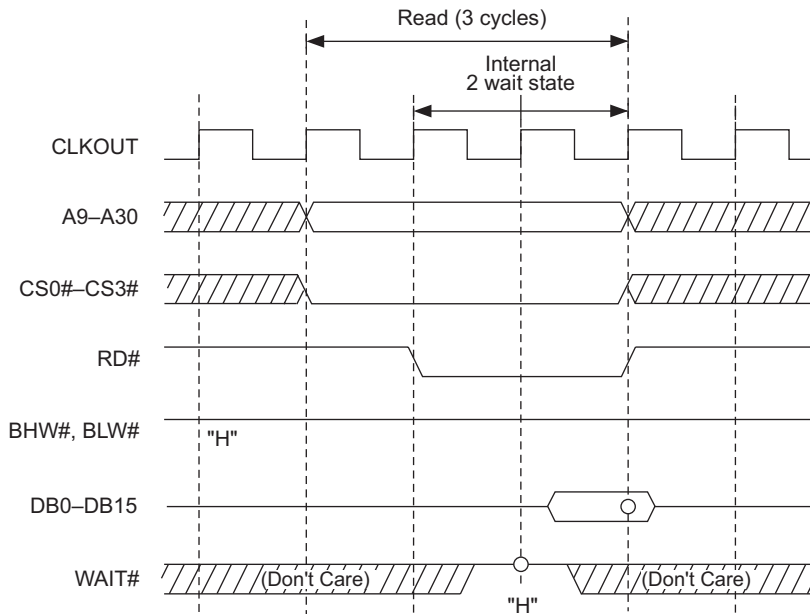 Read (3 cycles)
Internal
2 wait state
CLKOUT
A9–A30
CS0#–CS3#
RD#
BHW#, BLW#
"H"
DB0–DB15
WAIT#
(Don't Care)
(Don't Care)
"H"